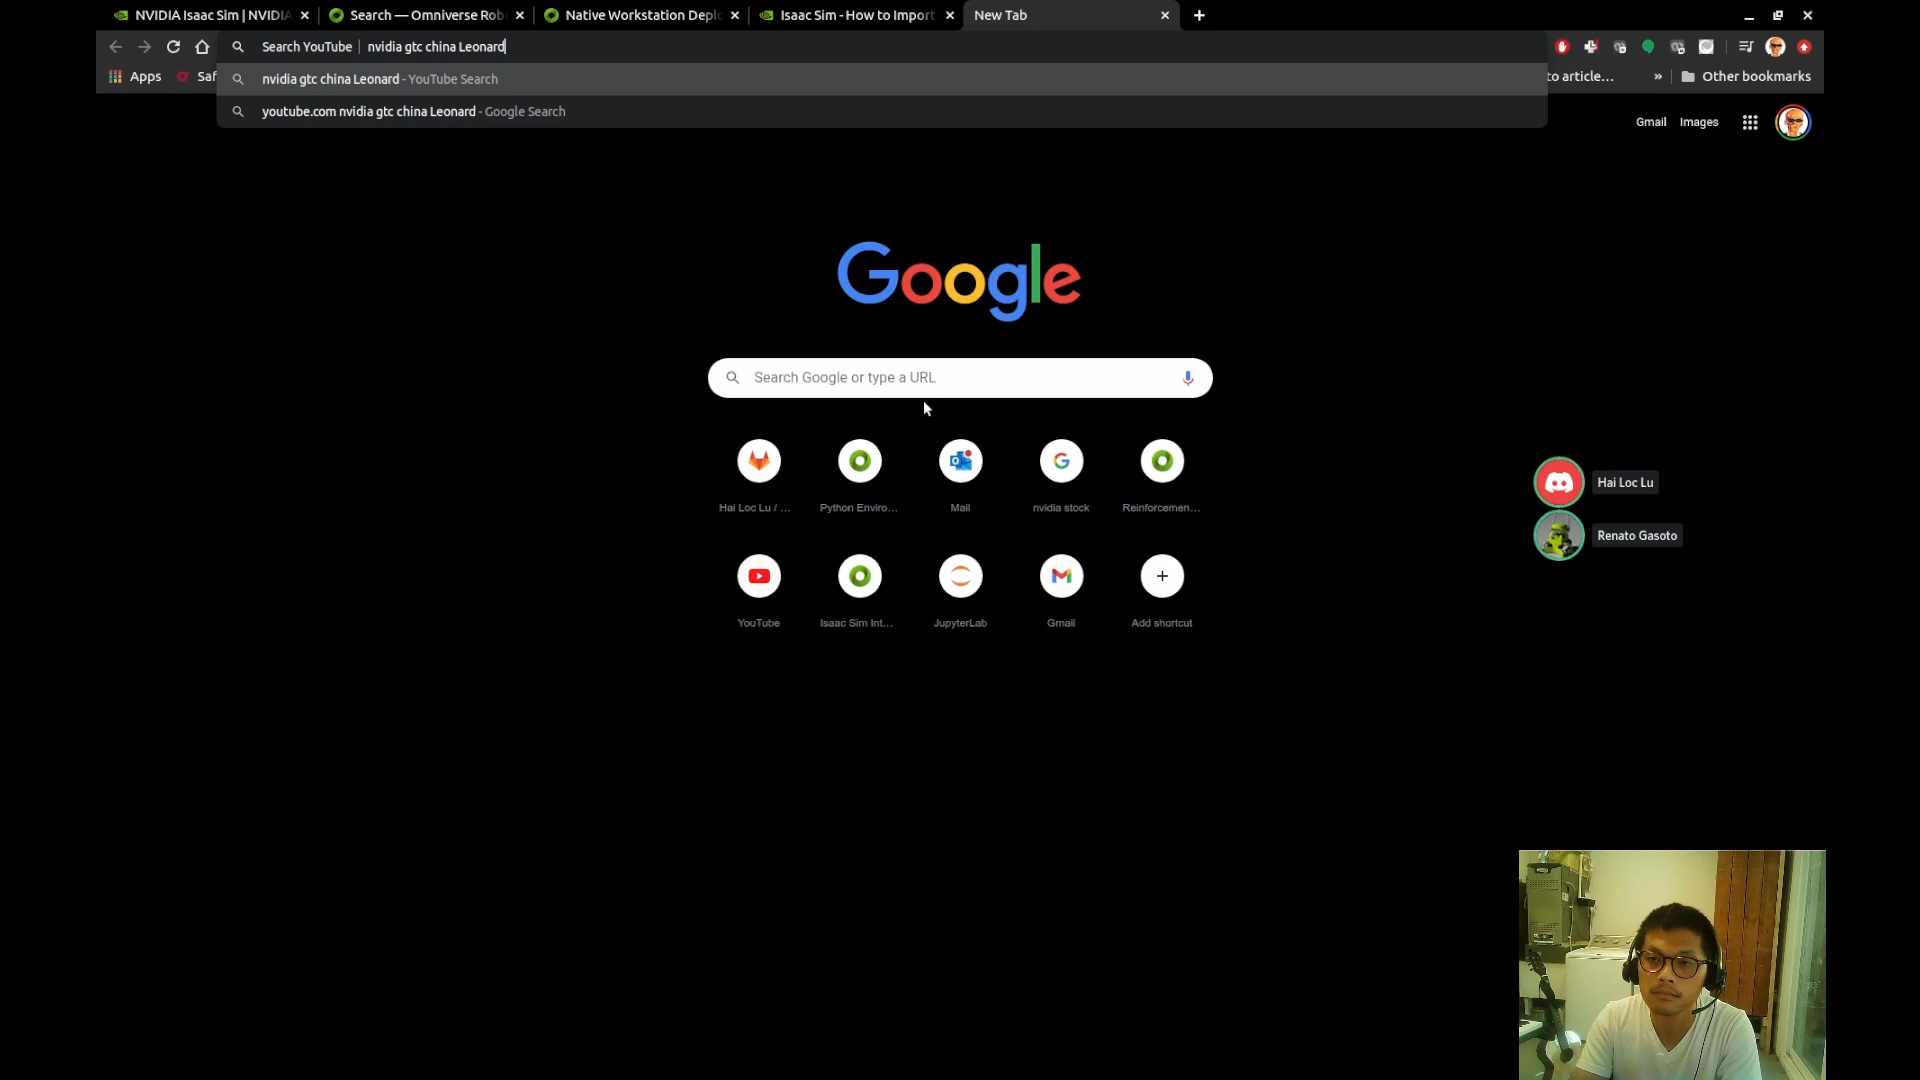 NVIDIA Isaac Sim | NVIDIA
Search — Omniverse Rob
Native Workstation Depl
Isaac Sim - How to Import
New Tab
Search YouTube | nvidia gtc china Leonard
nvidia gtc china Leonard - YouTube Search
youtube.com nvidia gtc china Leonard - Google Search
Apps
Saf
to article...
»
Other bookmarks
Gmail
Images
Google
Search Google or type a URL
Hai Loc Lu / ...
Python Enviro...
Mail
nvidia stock
Reinforcemen...
YouTube
Isaac Sim Int...
JupyterLab
Gmail
Add shortcut
Hai Loc Lu
Renato Gasoto